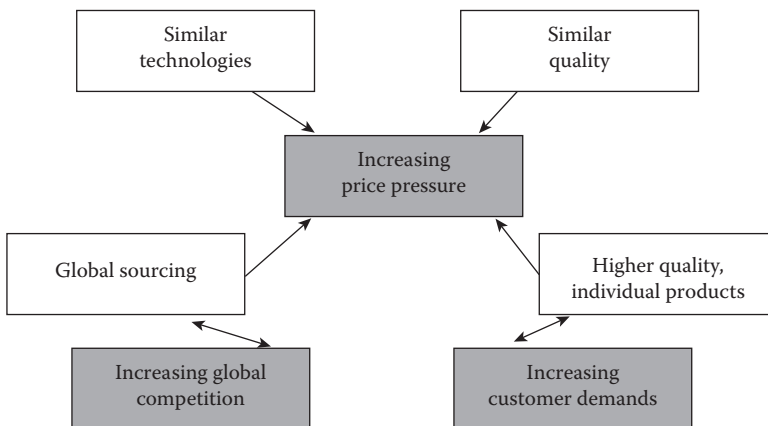 Similar
technologies
Similar
quality
Increasing
price pressure
Global sourcing
Higher quality,
individual products
Increasing global
competition
Increasing
customer demands